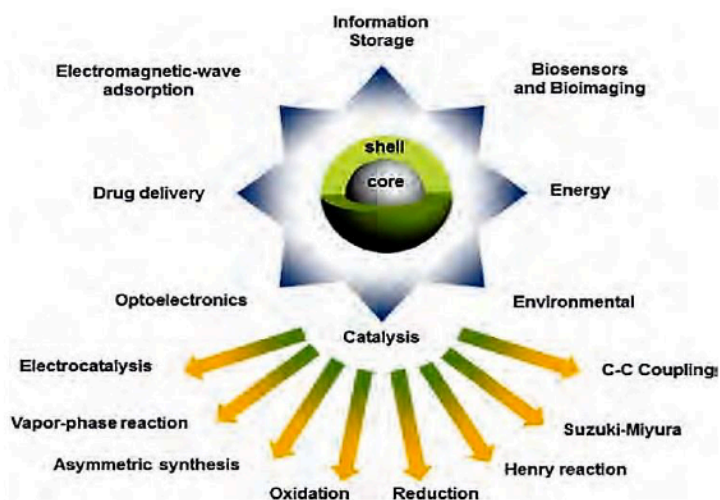 Information
Storage
Electromagnetic-wave
adsorption
Biosensors
and Bioimaging
shell
core
Drug delivery
Energy
Optoelectronics
Environmental
Catalysis
Electrocatalysis
C-C Couplings
Vapor-phase reaction
Suzuki-Miyura
Asymmetric synthesis
Henry reaction
Oxidation
Reduction